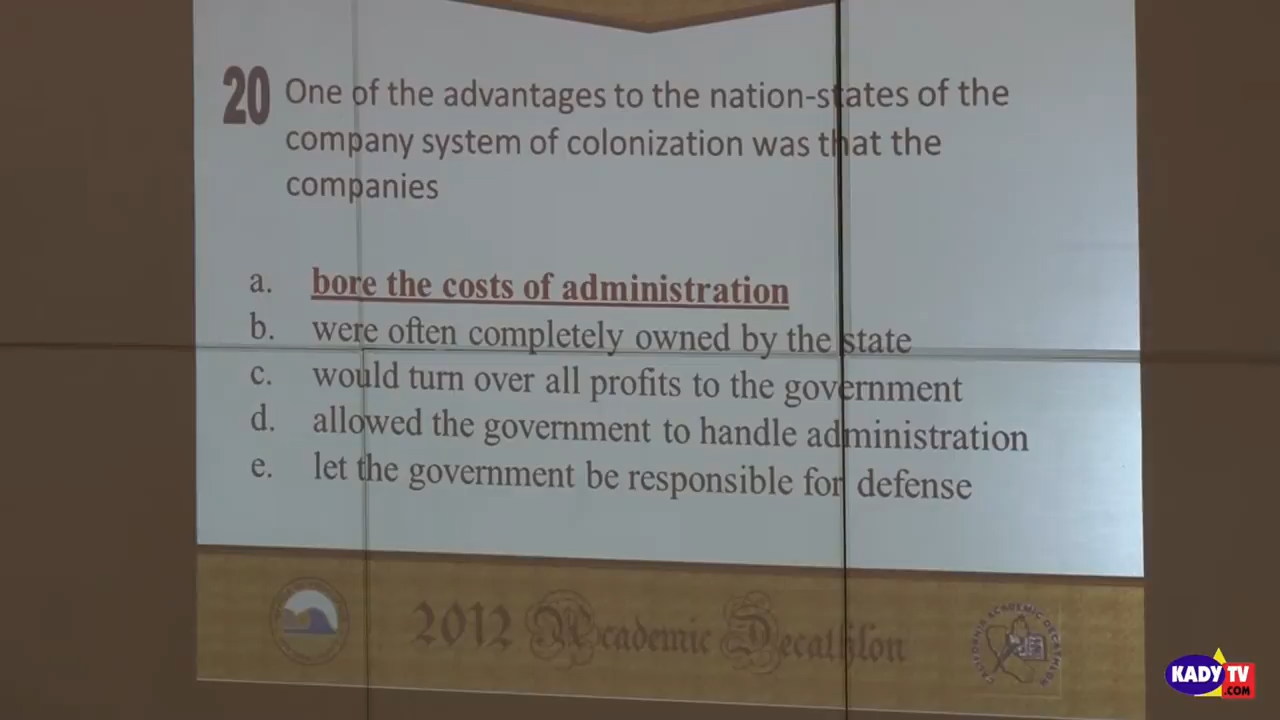 20 One of the advantages to the nation-states of the
company system of colonization was that the
companies
a. bore the costs of administration
b. were often completely owned by the state
c. would turn over all profits to the government
d. allowed the government to handle administration
e. let the government be responsible for defense
2012 Academic Decathlon
CALIFORNIA ACADEMIC DECATHLON
KADY TV
.COM